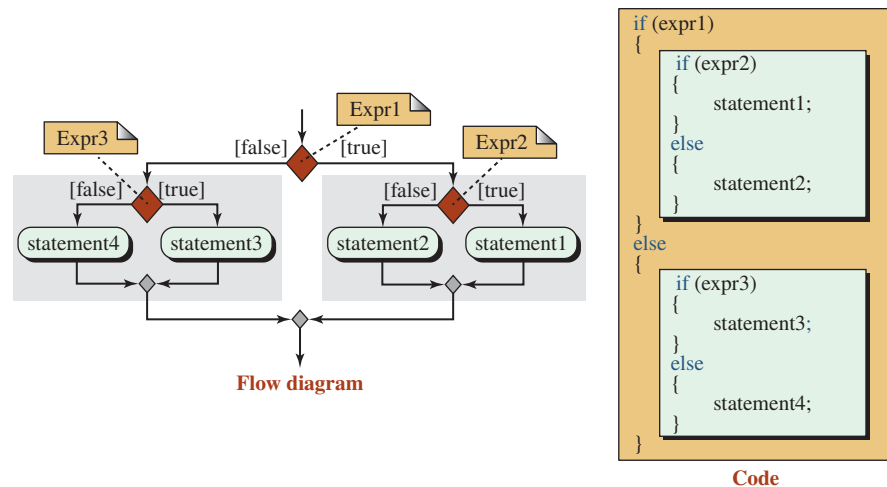 Expr1
Expr3
Expr2
[false]
[true]
[false]
[true]
[false]
[true]
statement4
statement3
statement2
statement1
Flow diagram
if (expr1)
{
if (expr2)
{
statement1;
}
else
{
statement2;
}
}
else
{
if (expr3)
{
statement3;
}
else
{
statement4;
}
}
Code